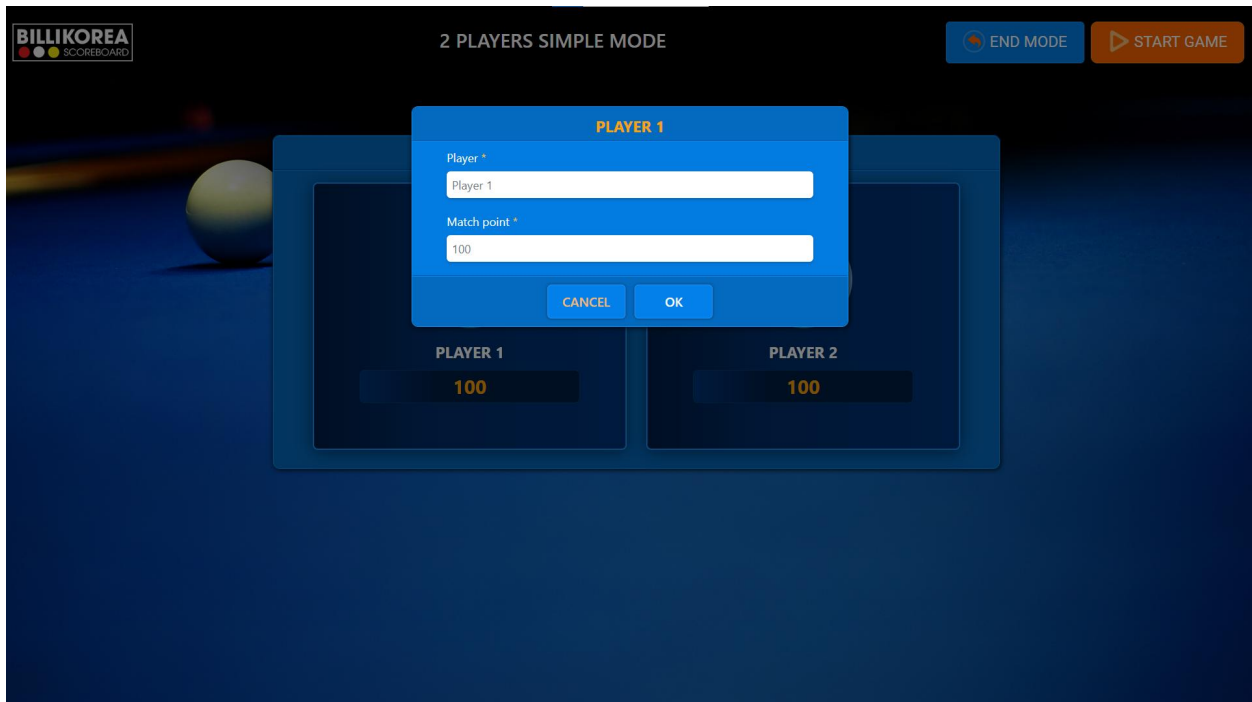 BILLIKOREA
SCOREBOARD
2 PLAYERS SIMPLE MODE
END MODE
START GAME
PLAYER 1
Player *
Player 1
Match point *
100
CANCEL
OK
PLAYER 1
PLAYER 2
100
100